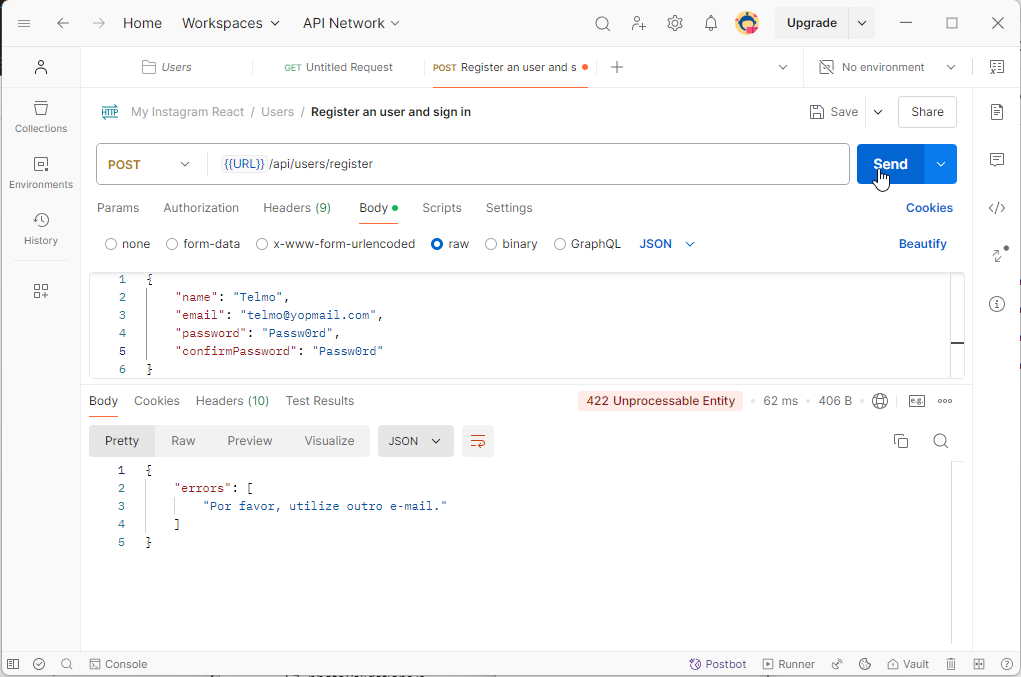 Home Workspaces API Network Upgrade
Users GET Untitled Request POST Register an user and s No environment
HTTP My Instagram React / Users / Register an user and sign in Save Share
Collections
Environments
History
POST {{URL}} /api/users/register Send
Params Authorization Headers (9) Body Scripts Settings Cookies
none form-data x-www-form-urlencoded raw binary GraphQL JSON Beautify
1 {
2 "name": "Telmo",
3 "email": "telmo@yopmail.com",
4 "password": "Passw0rd",
5 "confirmPassword": "Passw0rd"
6 }
Body Cookies Headers (10) Test Results 422 Unprocessable Entity 62 ms 406 B e.g.
Pretty Raw Preview Visualize JSON
1 {
2 "errors": [
3 "Por favor, utilize outro e-mail."
4 ]
5 }
Console Postbot Runner Vault